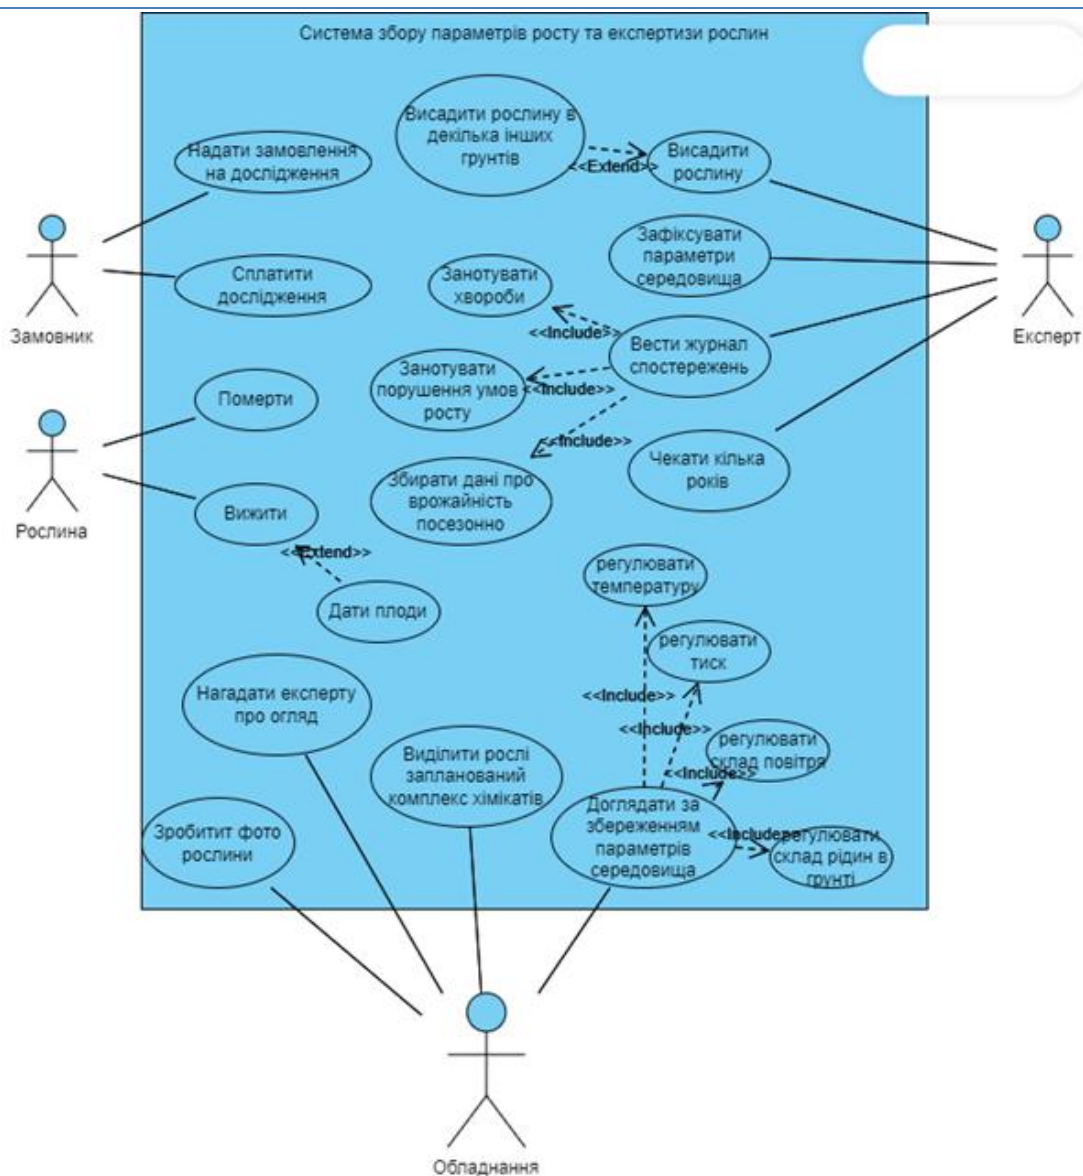 Система збору параметрів росту та експертизи рослин
Висадити рослину в
декілька інших
грунтів
<<Extend>>
Висадити
рослину
Надати замовлення
на дослідження
Зафіксувати
параметри
середовища
Сплатити
дослідження
Занотувати
хвороби
Замовник
Експерт
<<Include>>
Вести журнал
спостережень
Занотувати
порушення умов
росту
<<Include>>
Померти
<<Include>>
Чекати кілька
років
Збирати дані про
врожайність
посезонно
Вижити
Рослина
<<Extend>>
Дати плоди
регулювати
температуру
регулювати
тиск
<<Include>>
<<Include>>
Нагадати експерту
про огляд
регулювати
склад повітря
<<Include>>
Виділити рослі
запланований
комплекс хімікатів
Доглядати за
збереженням
параметрів
середовища
<<Include>>
регулювати
склад рідин в
грунті
Зробитит фото
рослини
Обладнання